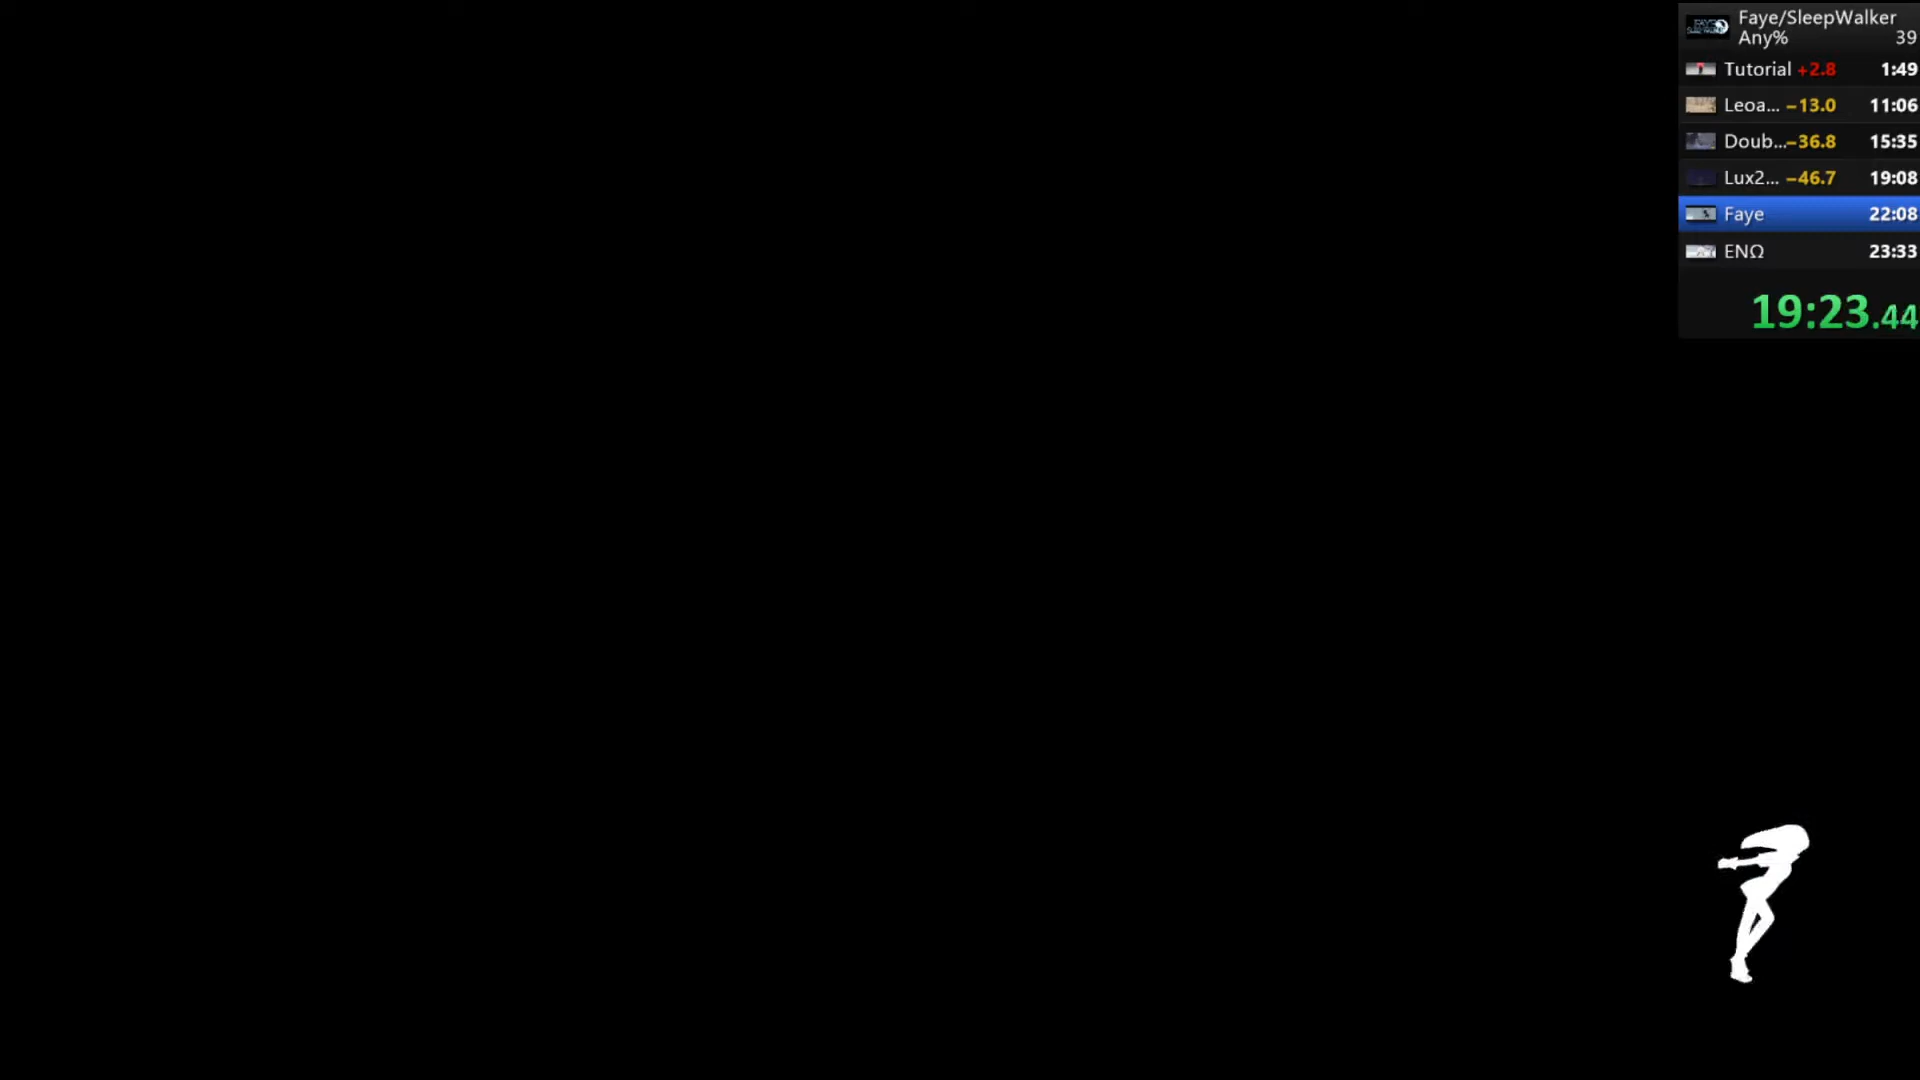 Faye/SleepWalker
Any% 39
Tutorial +2.8 1:49
Leoa... −13.0 11:06
Doub...−36.8 15:35
Lux2... −46.7 19:08
Faye 22:08
ENΩ 23:33
19:23.44